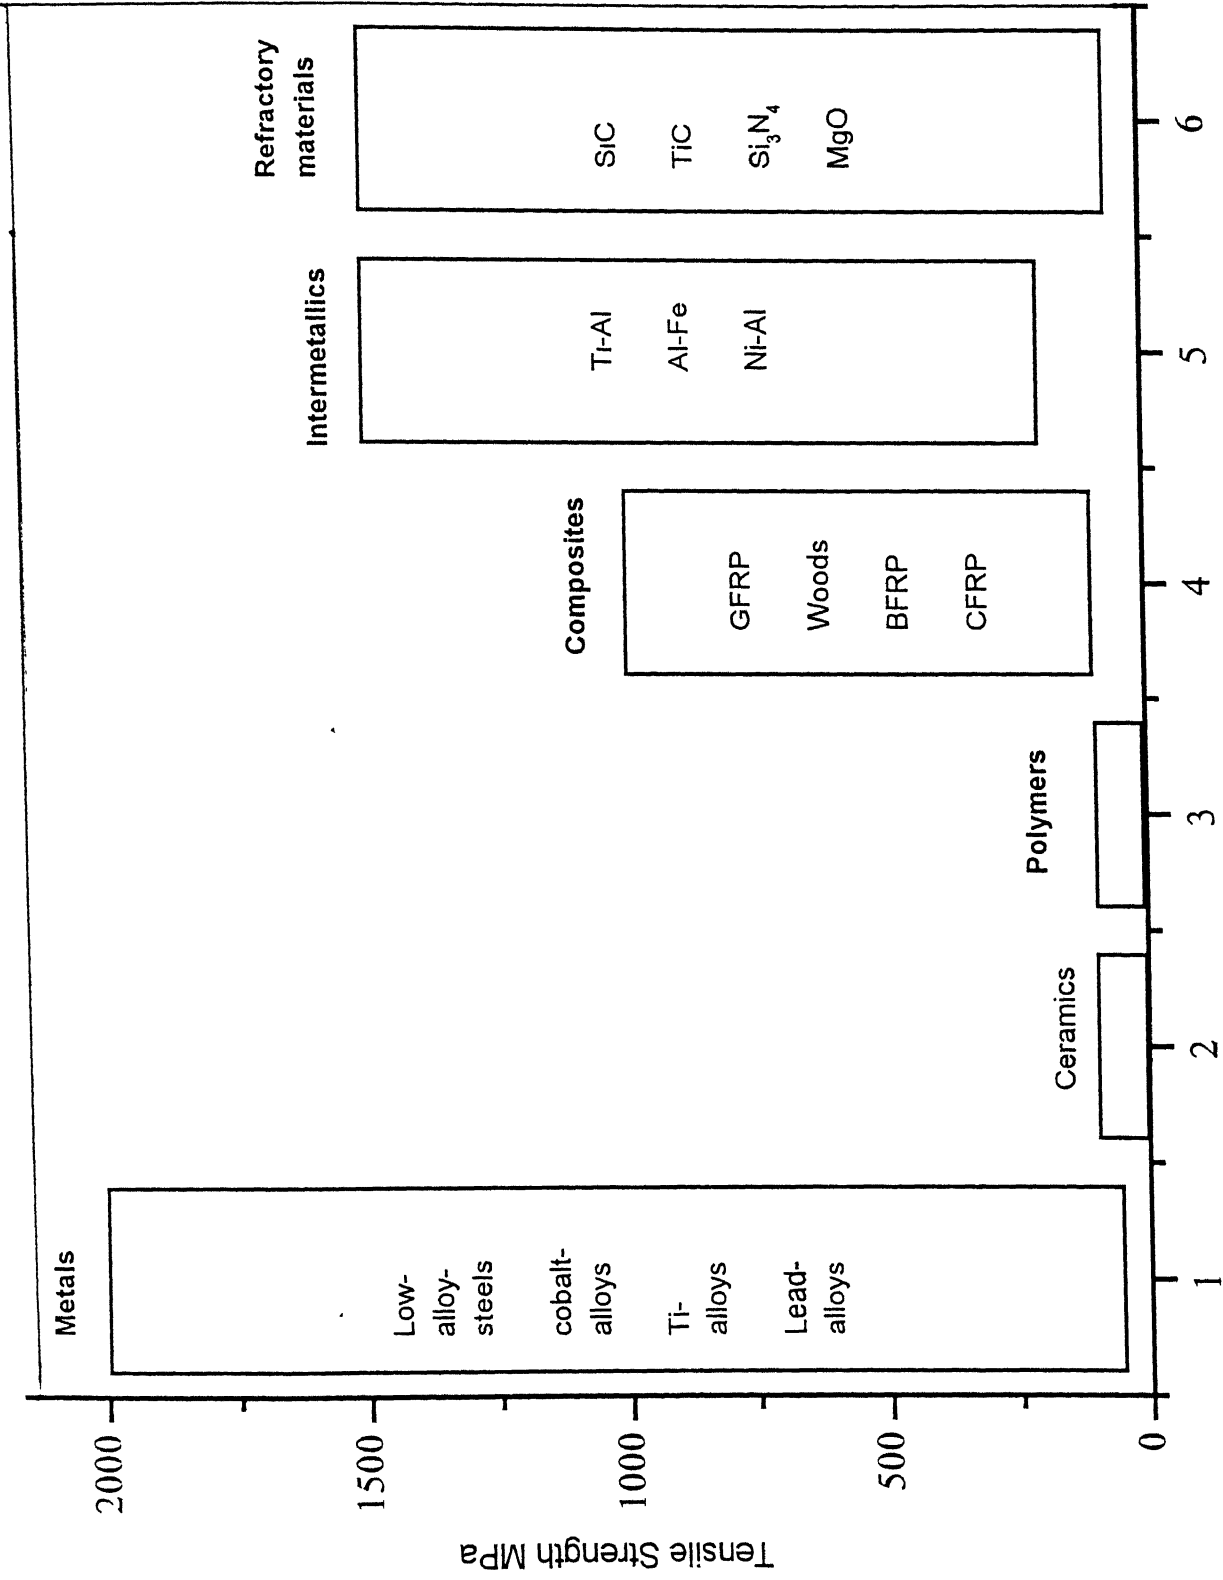 Tensile Strength MPa
2000
1500
1000
500
0
Metals
Low-
alloy-
steels
cobalt-
alloys
Ti-
alloys
Lead-
alloys
Ceramics
Polymers
Composites
GFRP
Woods
BFRP
CFRP
Intermetallics
Ti-Al
Al-Fe
Ni-Al
Refractory
materials
SiC
TiC
Si₃N₄
MgO
1
2
3
4
5
6